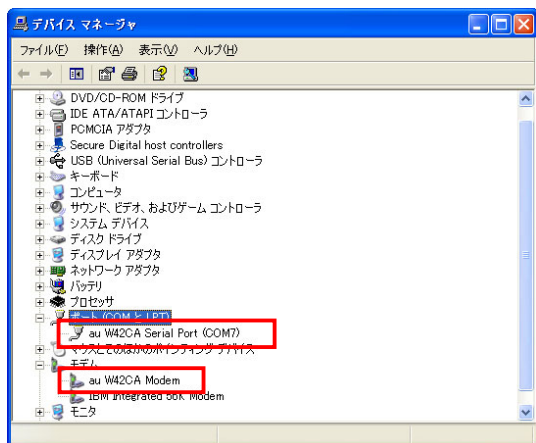 デバイス マネージャ
ファイル(F) 操作(A) 表示(V) ヘルプ(H)
DVD/CD-ROM ドライブ
IDE ATA/ATAPI コントローラ
PCMCIA アダプタ
Secure Digital host controllers
USB (Universal Serial Bus) コントローラ
キーボード
コンピュータ
サウンド、ビデオ、およびゲーム コントローラ
システム デバイス
ディスク ドライブ
ディスプレイ アダプタ
ネットワーク アダプタ
バッテリ
プロセッサ
ポート (COM と LPT)
au W42CA Serial Port (COM7)
マウスとそのほかのポインティング デバイス
モデム
au W42CA Modem
IBM Integrated 56K Modem
モニタ